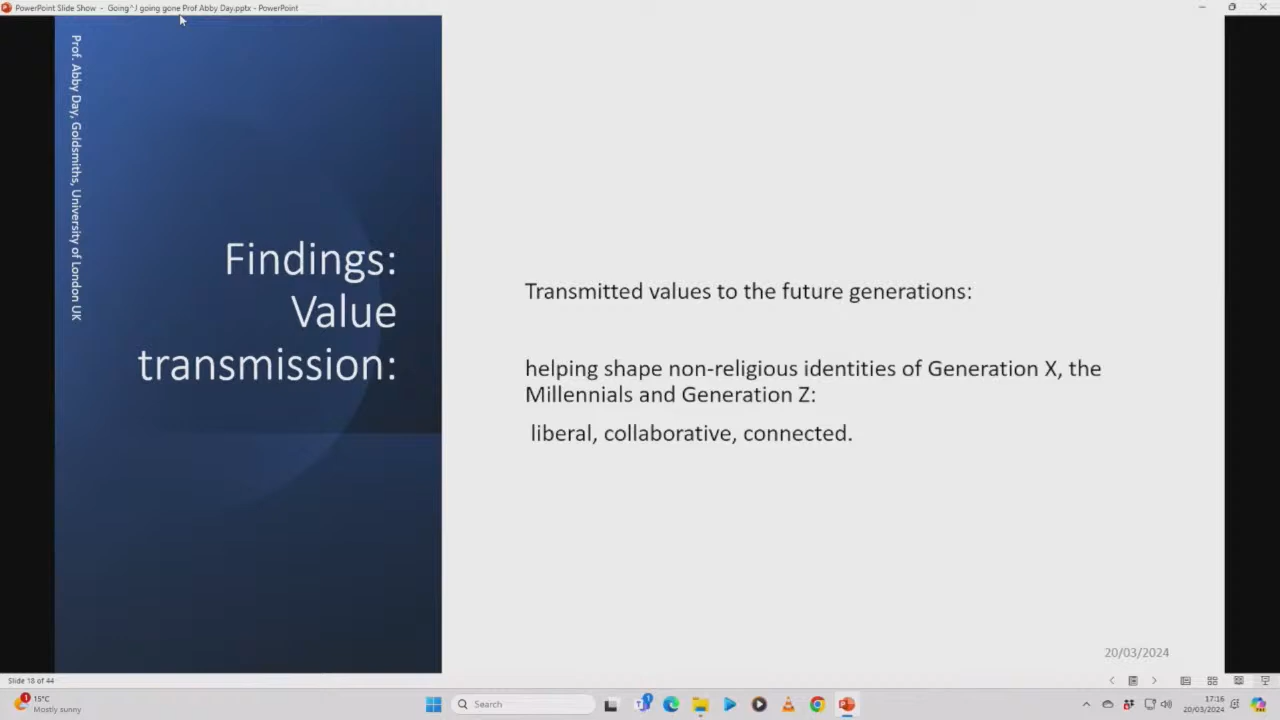 PowerPoint Slide Show - Going^J going gone Prof Abby Day.pptx - PowerPoint
Prof. Abby Day, Goldsmiths, University of London UK
Findings:
Value
transmission:
Transmitted values to the future generations:
helping shape non-religious identities of Generation X, the
Millennials and Generation Z:
liberal, collaborative, connected.
20/03/2024
Slide 18 of 44
1
15°C
Mostly sunny
Search
1
17:16
20/03/2024